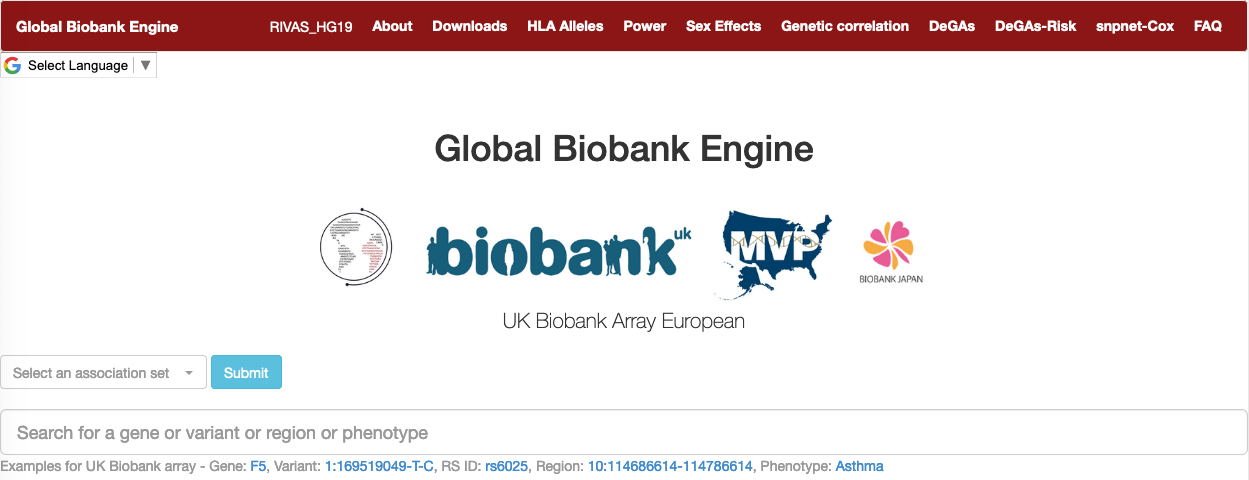 Global Biobank Engine RIVAS_HG19 About Downloads HLA Alleles Power Sex Effects Genetic correlation DeGAs DeGAs-Risk snpnet-Cox FAQ
Select Language ▼
Global Biobank Engine
biobank uk MVP
BIOBANK JAPAN
UK Biobank Array European
Select an association set Submit
Search for a gene or variant or region or phenotype
Examples for UK Biobank array - Gene: F5, Variant: 1:169519049-T-C, RS ID: rs6025, Region: 10:114686614-114786614, Phenotype: Asthma